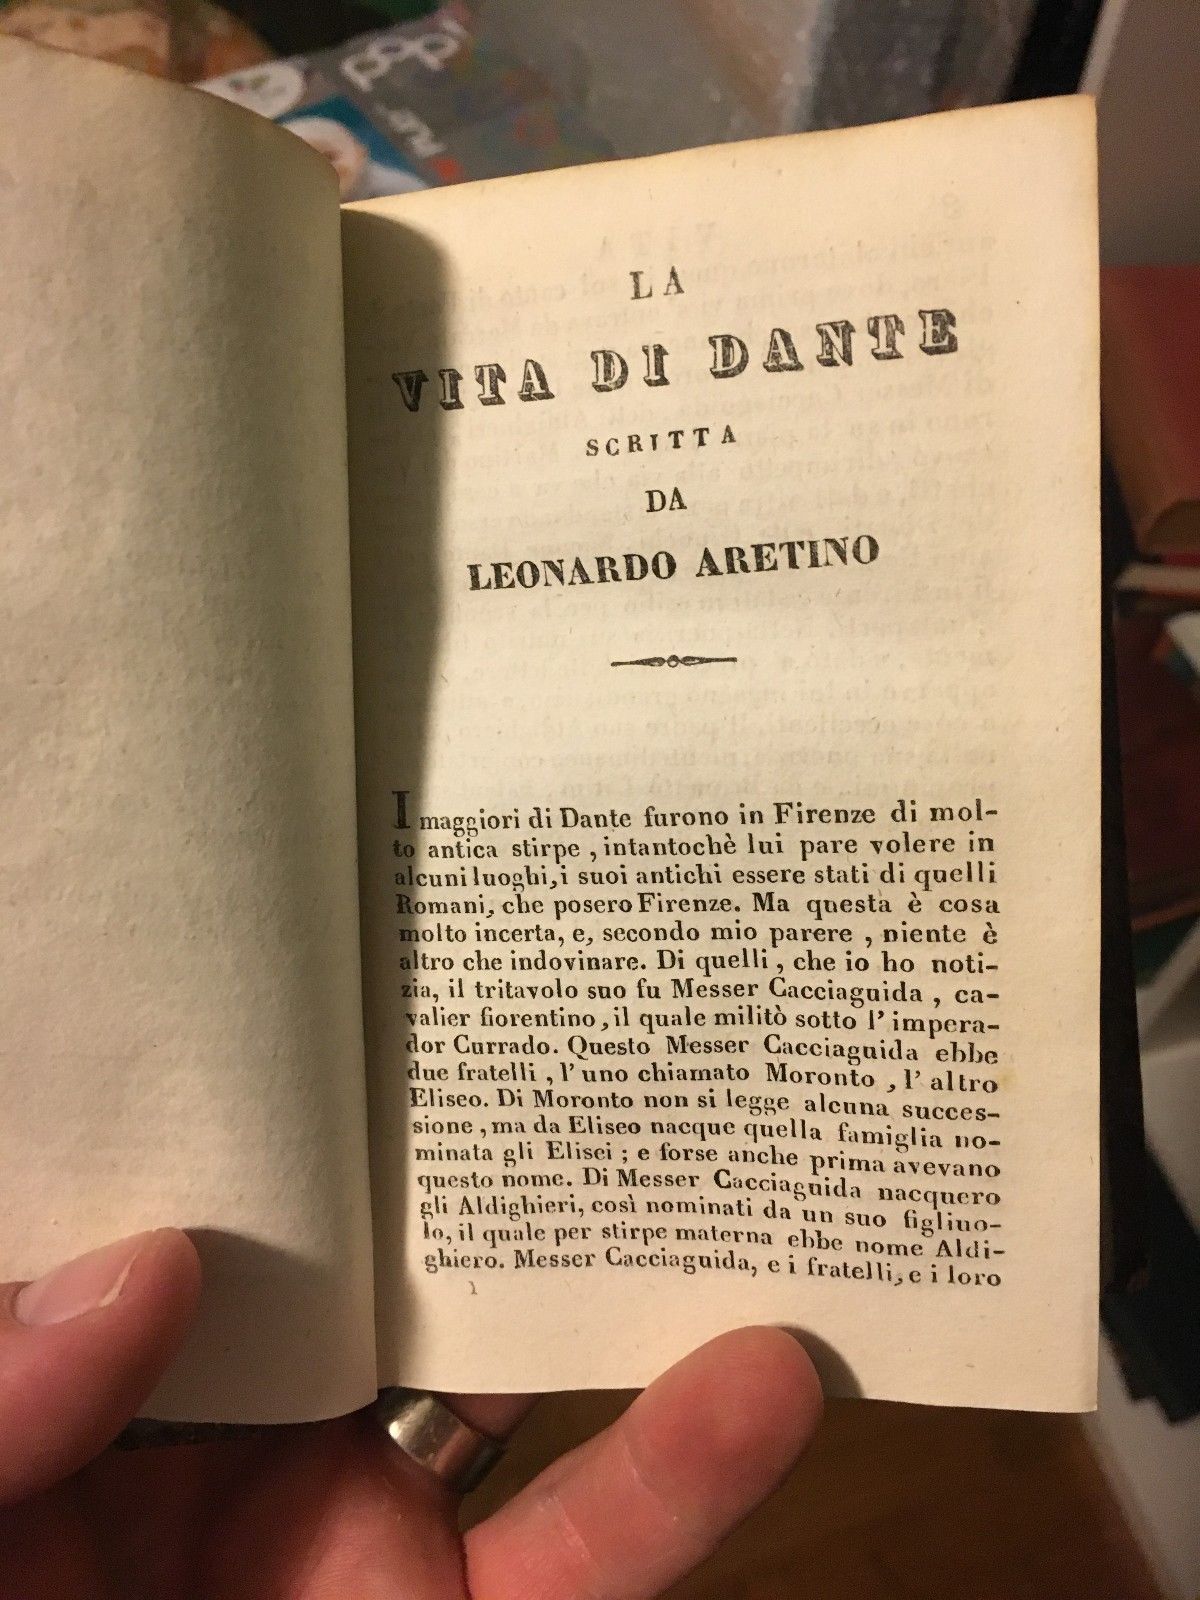 LA
VITA DI DANTE
SCRITTA
DA
LEONARDO ARETINO
I maggiori di Dante furono in Firenze di mol-
to antica stirpe , intantochè lui pare volere in
alcuni luoghi, i suoi antichi essere stati di quelli
Romani, che posero Firenze. Ma questa è cosa
molto incerta, e, secondo mio parere , niente è
altro che indovinare. Di quelli , che io ho noti-
zia, il tritavolo suo fu Messer Cacciaguida , ca-
valier fiorentino, il quale militò sotto l' impera-
dor Currado. Questo Messer Cacciaguida ebbe
due fratelli , l' uno chiamato Moronto , l' altro
Eliseo. Di Moronto non si legge alcuna succes-
sione , ma da Eliseo nacque quella famiglia no-
minata gli Elisei ; e forse anche prima avevano
questo nome. Di Messer Cacciaguida nacquero
gli Aldighieri, così nominati da un suo figliuo-
lo, il quale per stirpe materna ebbe nome Aldi-
ghiero. Messer Cacciaguida, e i fratelli, e i loro
1